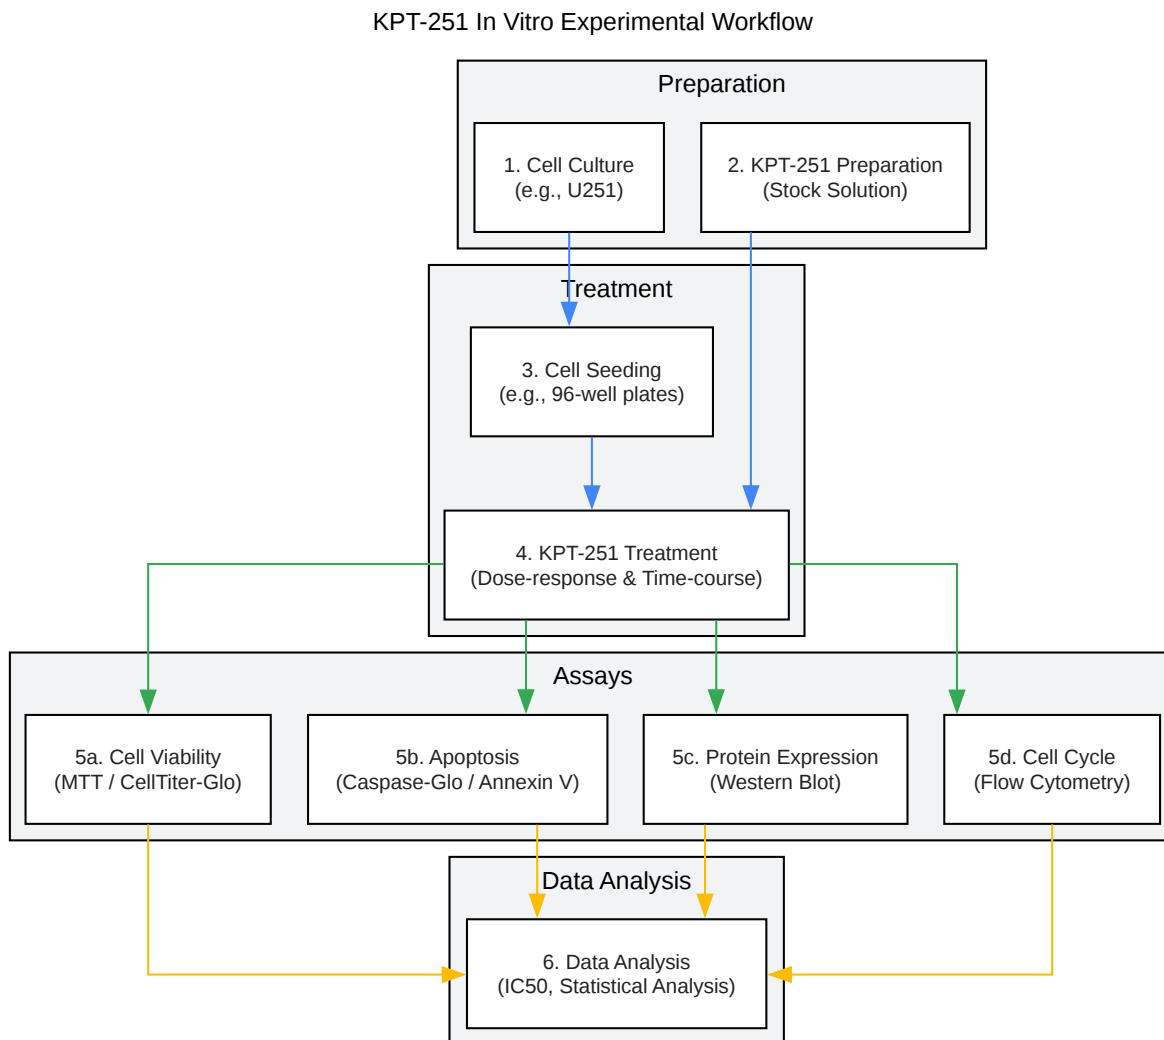 KPT-251 In Vitro Experimental Workflow
Preparation
1. Cell Culture
(e.g., U251)
2. KPT-251 Preparation
(Stock Solution)
Treatment
3. Cell Seeding
(e.g., 96-well plates)
4. KPT-251 Treatment
(Dose-response & Time-course)
Assays
5a. Cell Viability
(MTT / CellTiter-Glo)
5b. Apoptosis
(Caspase-Glo / Annexin V)
5c. Protein Expression
(Western Blot)
5d. Cell Cycle
(Flow Cytometry)
Data Analysis
6. Data Analysis
(IC50, Statistical Analysis)